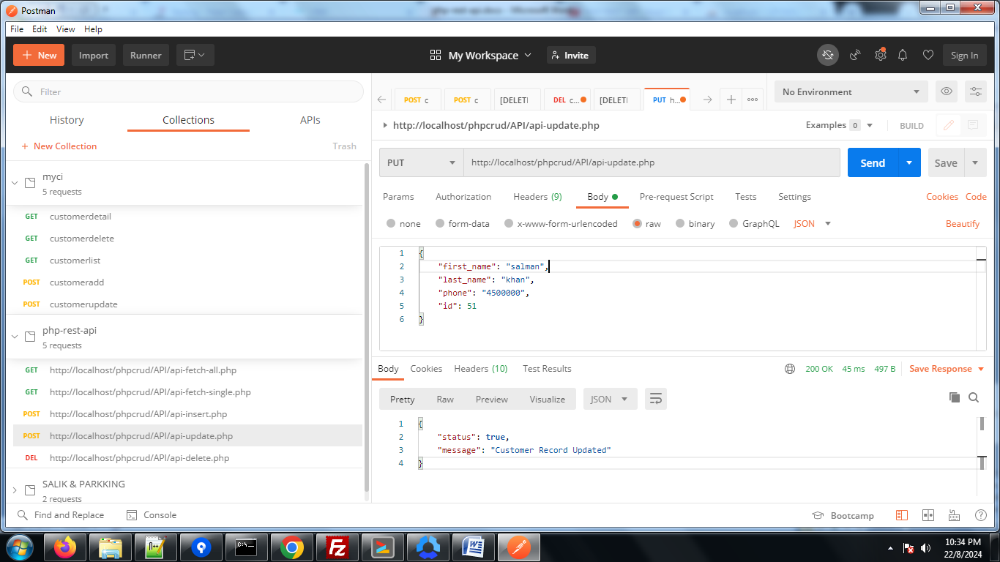 Postman
File Edit View Help
New Import Runner My Workspace Invite Sign In
Filter
History Collections APIs
New Collection Trash
myci
5 requests
GET customerdetail
GET customerdelete
GET customerlist
POST customeradd
POST customerupdate
php-rest-api
5 requests
GET http://localhost/phpcrud/API/api-fetch-all.php
GET http://localhost/phpcrud/API/api-fetch-single.php
POST http://localhost/phpcrud/API/api-insert.php
POST http://localhost/phpcrud/API/api-update.php
DEL http://localhost/phpcrud/API/api-delete.php
SALIK & PARKKING
2 requests
POST c POST c [DELETI DEL c... [DELETI PUT h... No Environment
http://localhost/phpcrud/API/api-update.php Examples 0 BUILD
PUT http://localhost/phpcrud/API/api-update.php Send Save
Params Authorization Headers (9) Body Pre-request Script Tests Settings Cookies Code
none form-data x-www-form-urlencoded raw binary GraphQL JSON Beautify
1 {
2 "first_name": "salman",
3 "last_name": "khan",
4 "phone": "4500000",
5 "id": 51
6 }
Body Cookies Headers (10) Test Results 200 OK 45 ms 497 B Save Response
Pretty Raw Preview Visualize JSON
1 {
2 "status": true,
3 "message": "Customer Record Updated"
4 }
Find and Replace Console Bootcamp
10:34 PM
22/8/2024